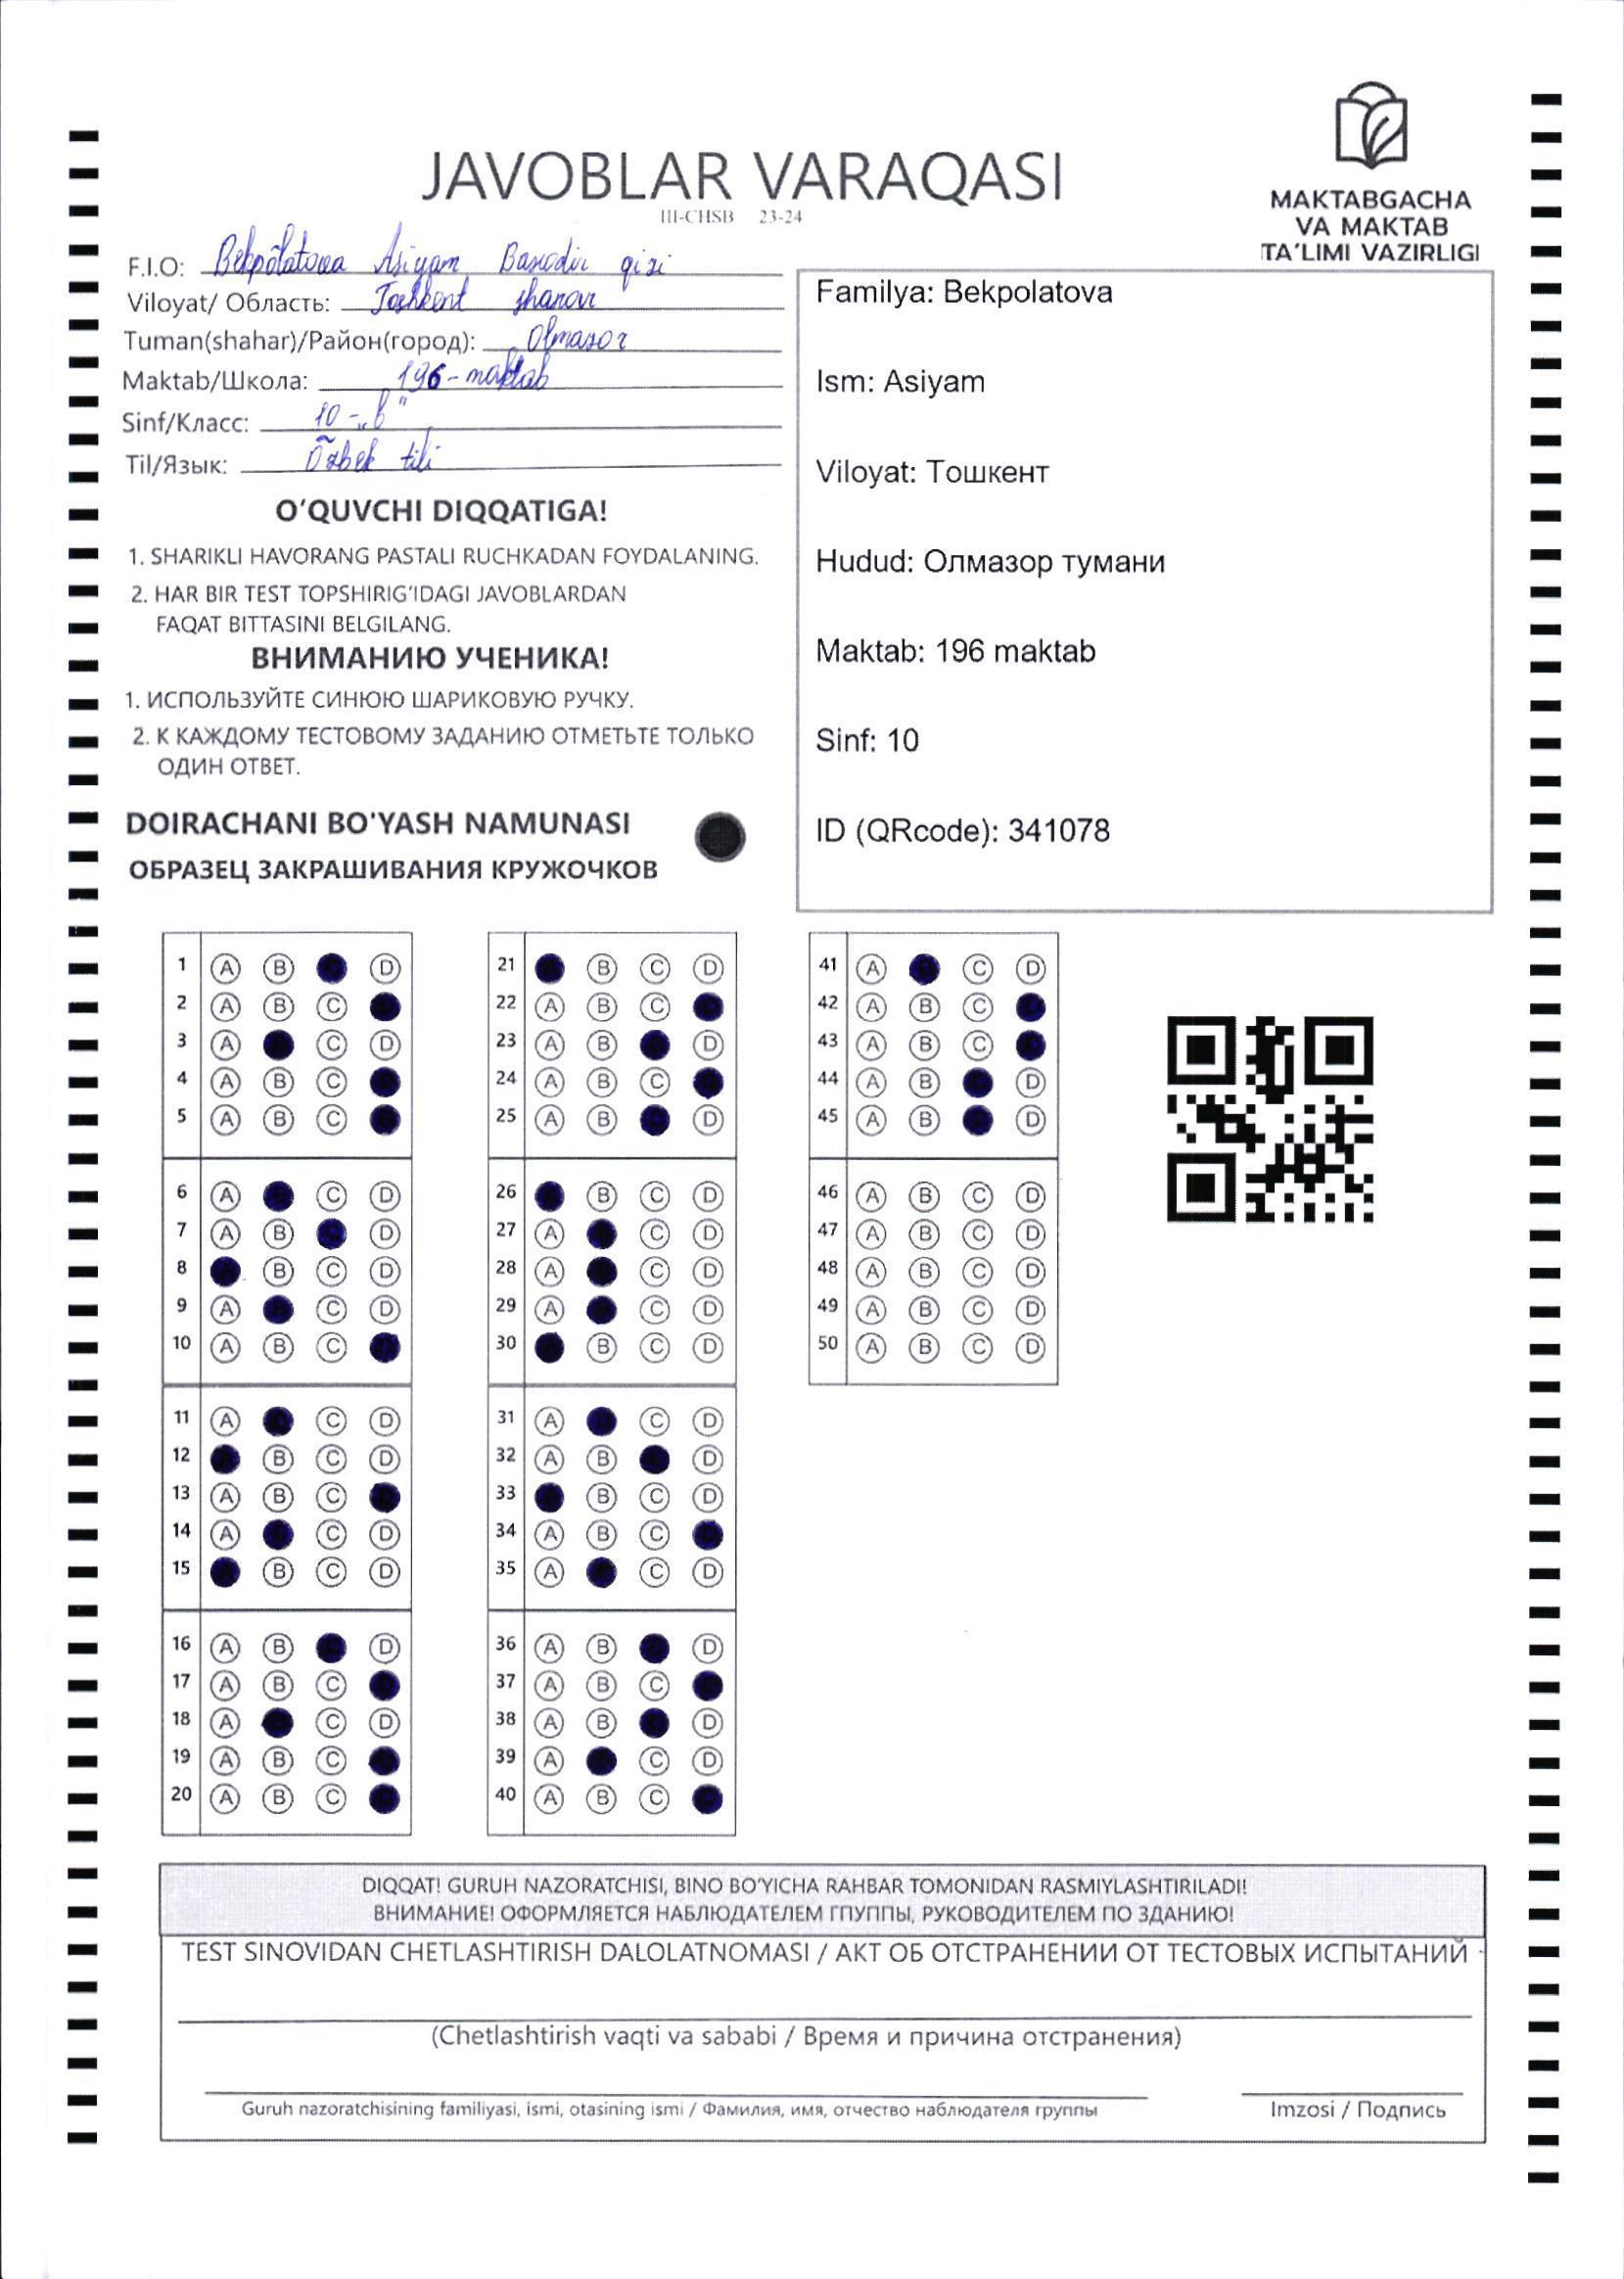 JAVOBLAR VARAQASI
III-CHSB 23-24
MAKTABGACHA
VA MAKTAB
TA'LIMI VAZIRLIGI
F.I.O: Bekpõlatova Asiyam Baxodir qizi
Viloyat/ Область: Toshkent shahar
Tuman(shahar)/Район(город): Olmazor
Maktab/Школа: 196-maktab
Sinf/Класс: 10-„b"
Til/Язык: Õzbek tili
O'QUVCHI DIQQATIGA!
1. SHARIKLI HAVORANG PASTALI RUCHKADAN FOYDALANING.
2. HAR BIR TEST TOPSHIRIG'IDAGI JAVOBLARDAN
FAQAT BITTASINI BELGILANG.
ВНИМАНИЮ УЧЕНИКА!
1. ИСПОЛЬЗУЙТЕ СИНЮЮ ШАРИКОВУЮ РУЧКУ.
2. К КАЖДОМУ ТЕСТОВОМУ ЗАДАНИЮ ОТМЕТЬТЕ ТОЛЬКО
ОДИН ОТВЕТ.
DOIRACHANI BO'YASH NAMUNASI
ОБРАЗЕЦ ЗАКРАШИВАНИЯ КРУЖОЧКОВ
Familya: Bekpolatova
Ism: Asiyam
Viloyat: Тошкент
Hudud: Олмазор тумани
Maktab: 196 maktab
Sinf: 10
ID (QRcode): 341078
1 A B D
2 A B C
3 A C D
4 A B C
5 A B C
6 A C D
7 A B D
8 B C D
9 A C D
10 A B C
11 A C D
12 B C D
13 A B C
14 A C D
15 B C D
16 A B D
17 A B C
18 A C D
19 A B C
20 A B C
21 B C D
22 A B C
23 A B D
24 A B C
25 A B D
26 B C D
27 A C D
28 A C D
29 A C D
30 B C D
31 A C D
32 A B D
33 B C D
34 A B C
35 A C D
36 A B D
37 A B C
38 A B D
39 A C D
40 A B C
41 A C D
42 A B C
43 A B C
44 A B D
45 A B D
46 A B C D
47 A B C D
48 A B C D
49 A B C D
50 A B C D
DIQQAT! GURUH NAZORATCHISI, BINO BO'YICHA RAHBAR TOMONIDAN RASMIYLASHTIRILADI!
ВНИМАНИЕ! ОФОРМЛЯЕТСЯ НАБЛЮДАТЕЛЕМ ГПУППЫ, РУКОВОДИТЕЛЕМ ПО ЗДАНИЮ!
TEST SINOVIDAN CHETLASHTIRISH DALOLATNOMASI / АКТ ОБ ОТСТРАНЕНИИ ОТ ТЕСТОВЫХ ИСПЫТАНИЙ
(Chetlashtirish vaqti va sababi / Время и причина отстранения)
Guruh nazoratchisining familiyasi, ismi, otasining ismi / Фамилия, имя, отчество наблюдателя группы
Imzosi / Подпись